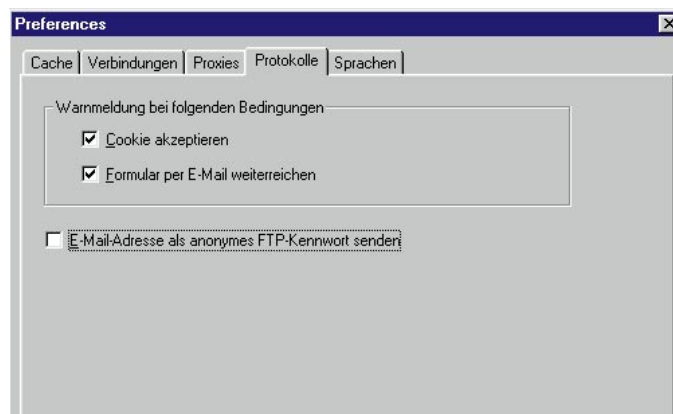 Preferences
Cache Verbindungen Proxies Protokolle Sprachen
Warnmeldung bei folgenden Bedingungen
Cookie akzeptieren
Formular per E-Mail weiterreichen
E-Mail-Adresse als anonymes FTP-Kennwort senden